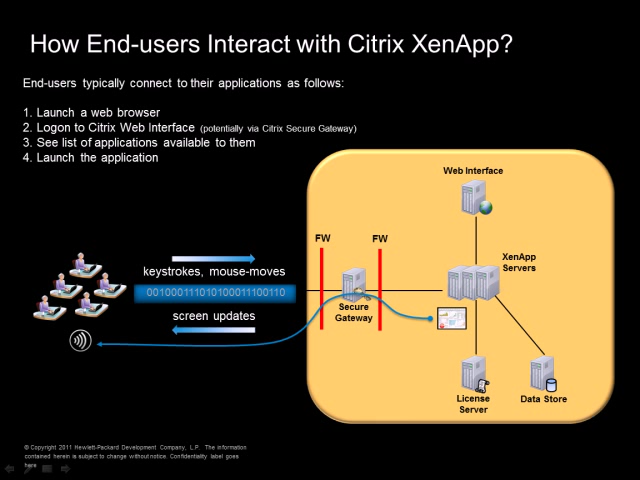 How End-users Interact with Citrix XenApp?
End-users typically connect to their applications as follows:
1. Launch a web browser
2. Logon to Citrix Web Interface (potentially via Citrix Secure Gateway)
3. See list of applications available to them
4. Launch the application
Web Interface
FW
FW
XenApp
Servers
keystrokes, mouse-moves
001000111010100011100110
screen updates
Secure
Gateway
License
Server
Data Store
© Copyright 2011 Hewlett-Packard Development Company, L.P. The information
contained herein is subject to change without notice. Confidentiality label goes
here